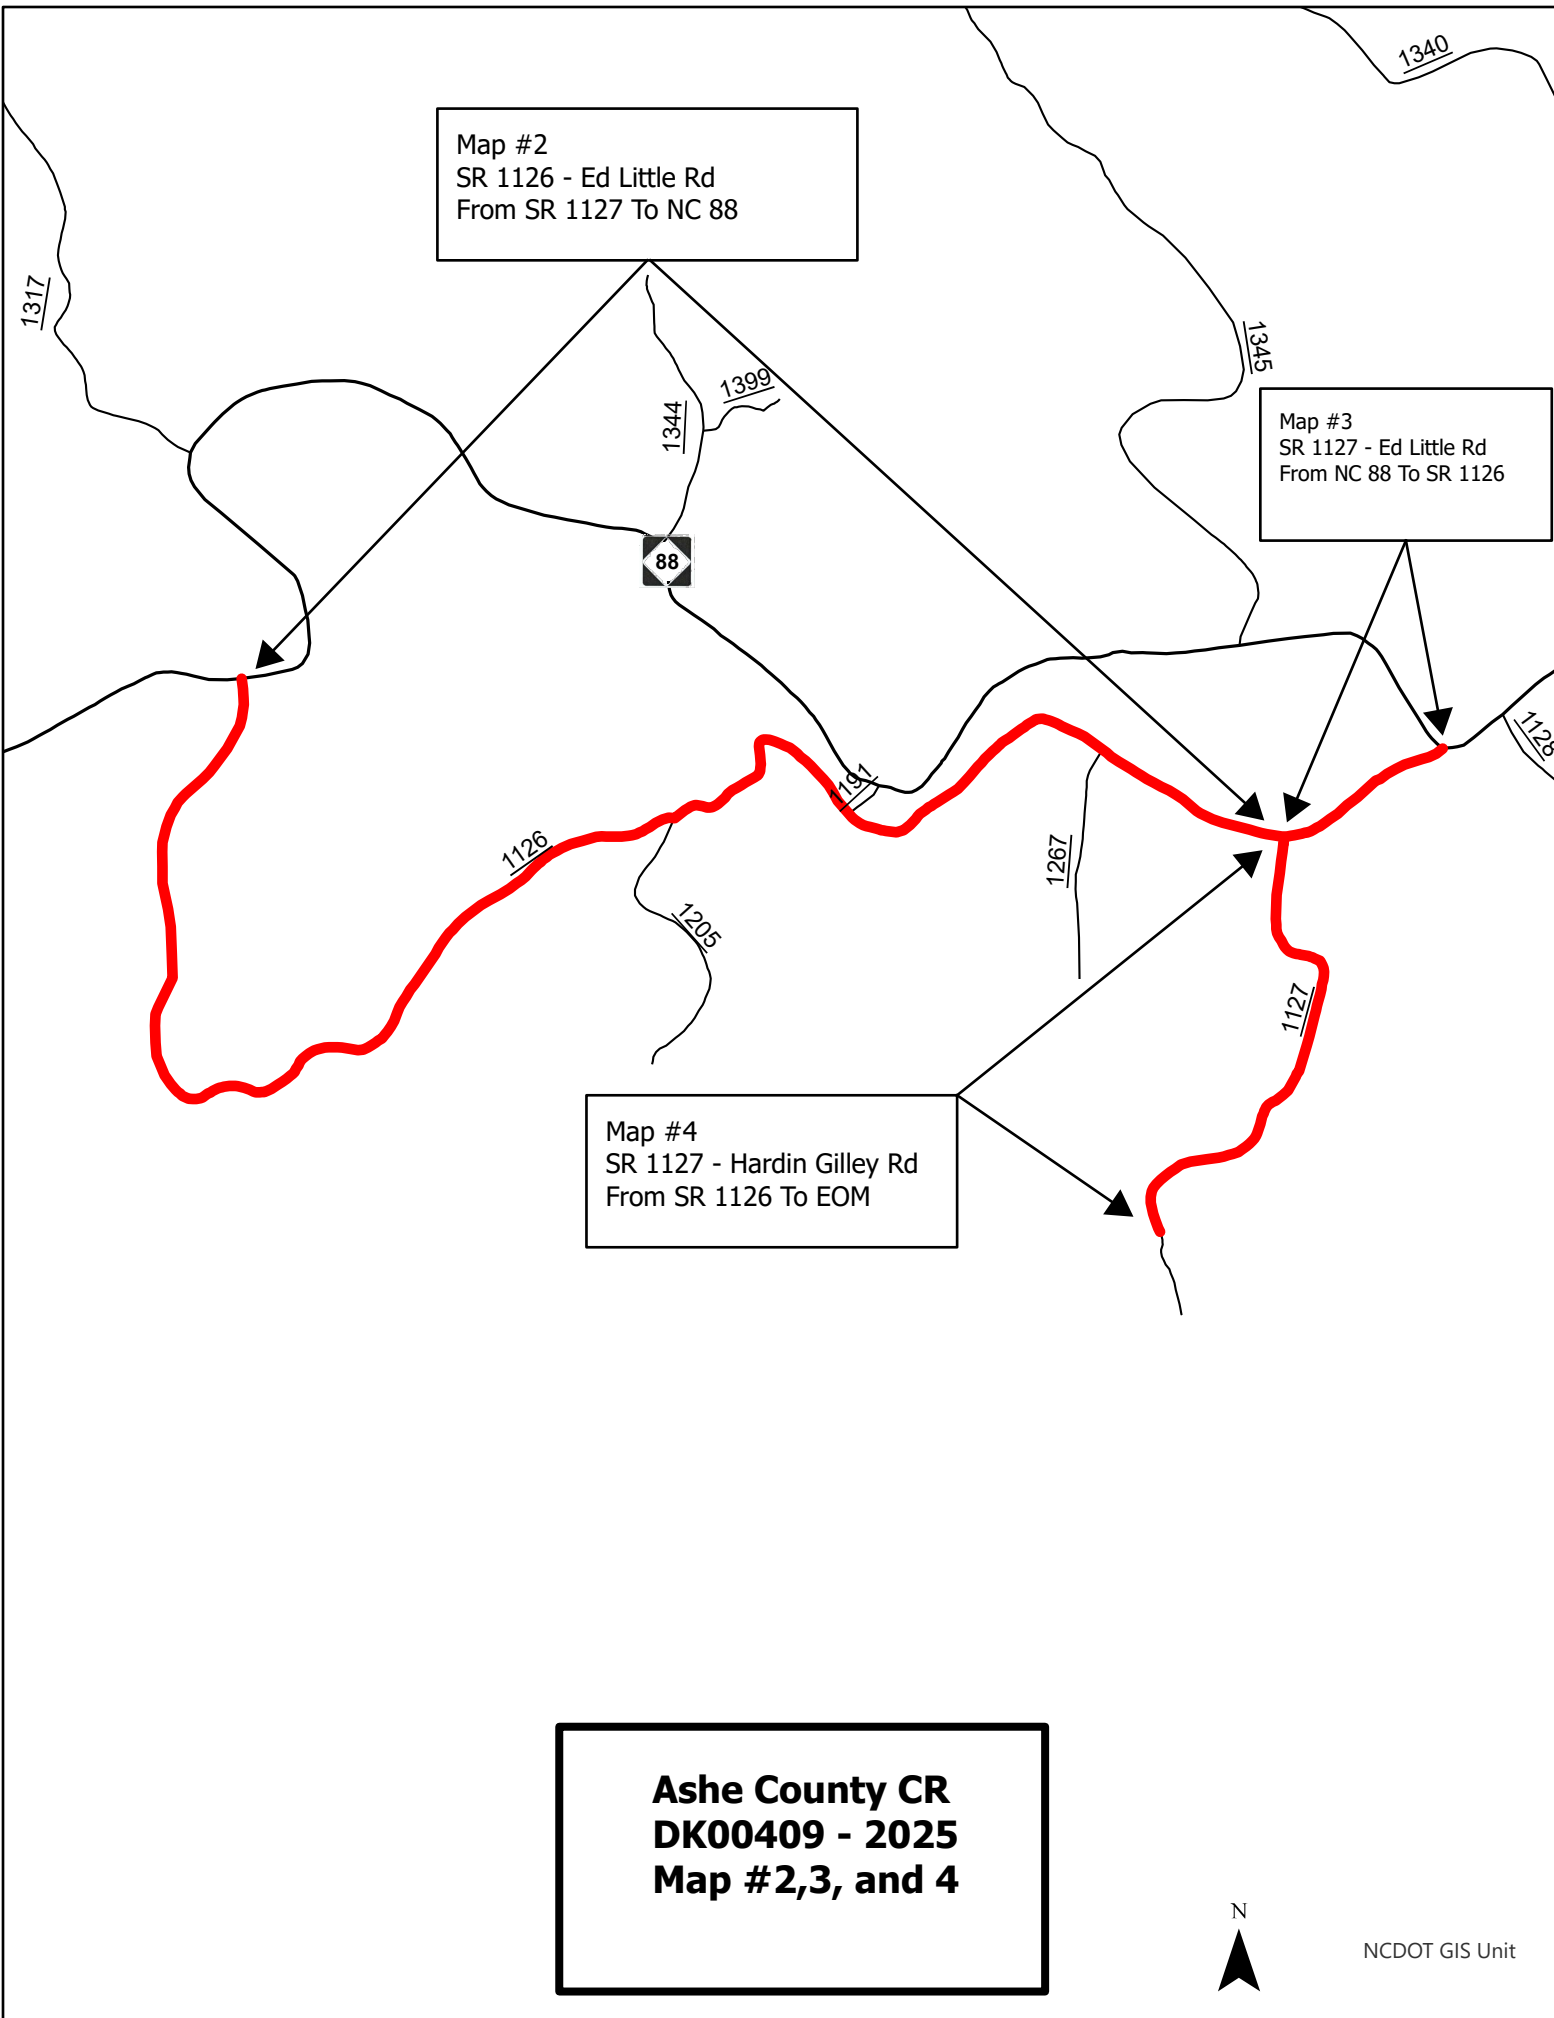 1340
Map #2
SR 1126 - Ed Little Rd
From SR 1127 To NC 88
1317
1345
1399
1344
Map #3
SR 1127 - Ed Little Rd
From NC 88 To SR 1126
88
1128
1191
1126
1267
1205
1127
Map #4
SR 1127 - Hardin Gilley Rd
From SR 1126 To EOM
Ashe County CR
DK00409 - 2025
Map #2,3, and 4
N
NCDOT GIS Unit